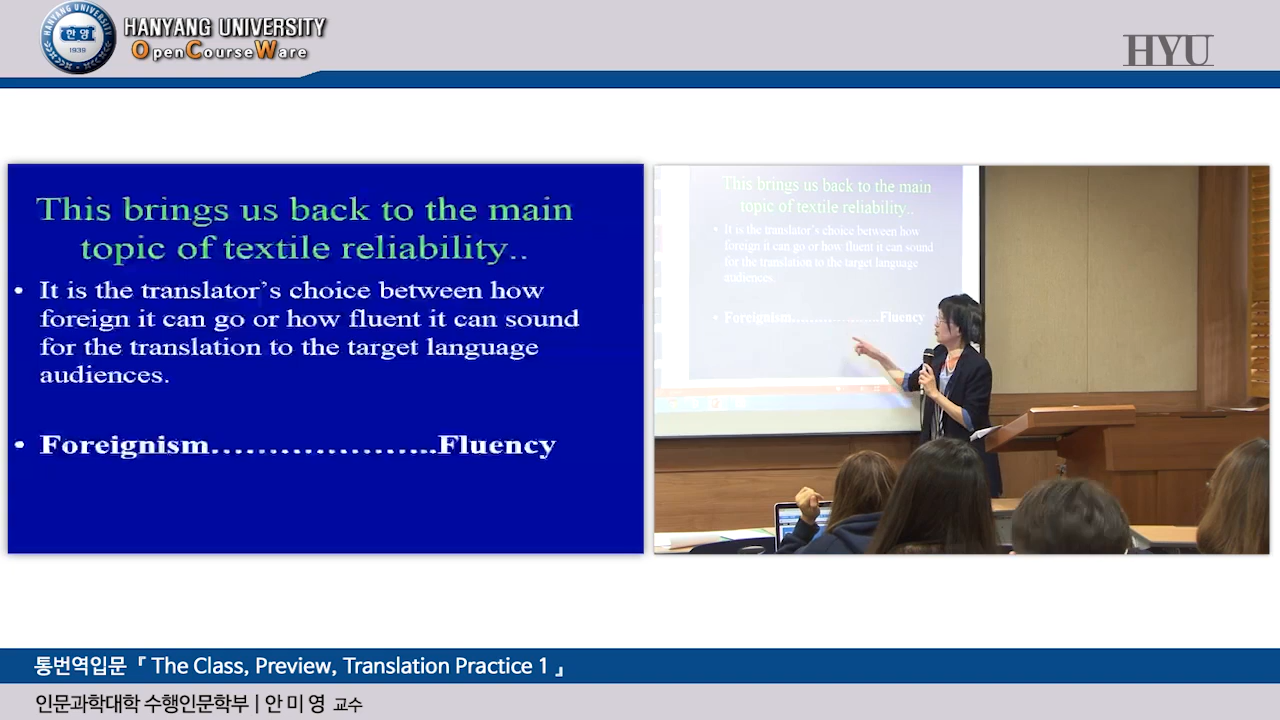 HANYANG UNIVERSITY
OpenCourseWare
한양
1939
HYU
This brings us back to the main
topic of textile reliability..
• It is the translator's choice between how
foreign it can go or how fluent it can sound
for the translation to the target language
audiences.
• Foreignism.......................Fluency
This brings us back to the main
topic of textile reliability..
• It is the translator's choice between how
foreign it can go or how fluent it can sound
for the translation to the target language
audiences.
• Foreignism.......................Fluency
통번역입문 『 The Class, Preview, Translation Practice 1 』
인문과학대학 수행인문학부 | 안 미 영 교수